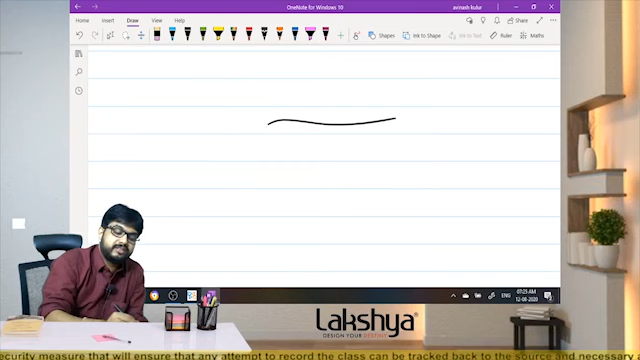 OneNote for Windows 10
avinash kulur
Home Insert Draw View Help
Share
Shapes Ink to Shape Ink to Text Ruler Maths
ENG
07:25 AM
12-08-2020
Lakshya®
DESIGN YOUR DESTINY
ecurity measure that will ensure that any attempt to record the class can be tracked back to the source and necessary